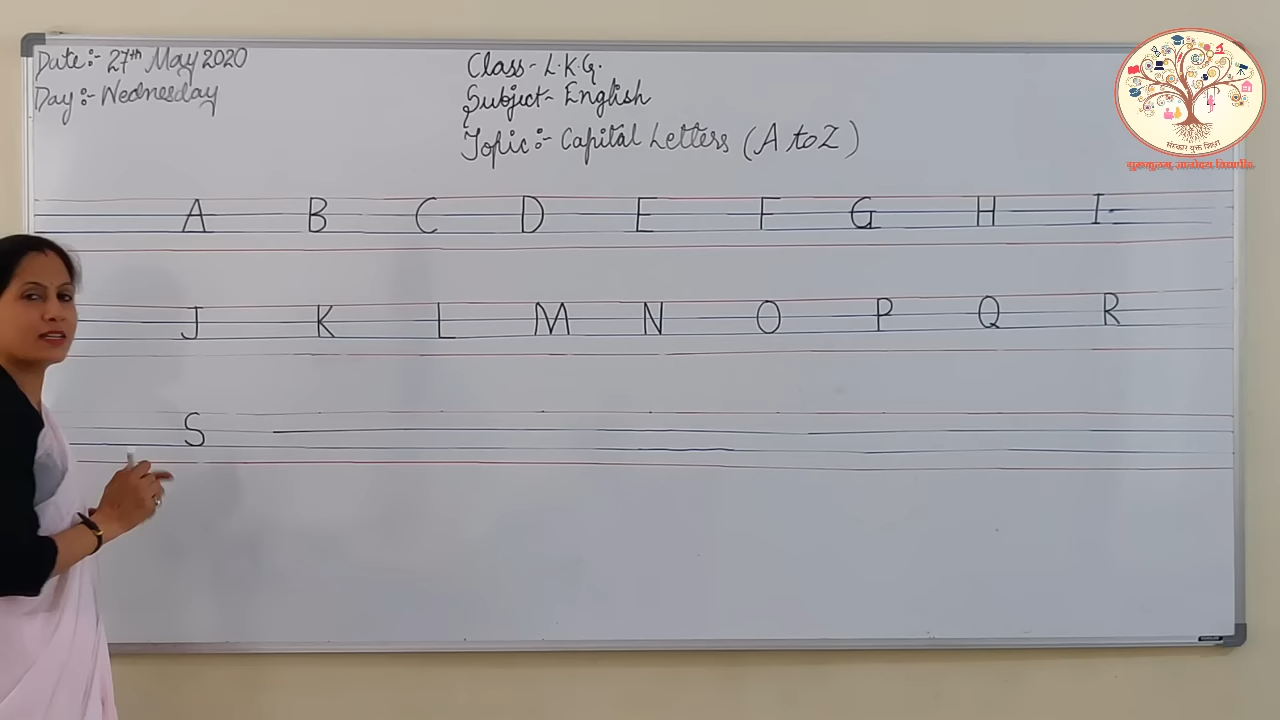 Date:- 27th May 2020
Day:- Wednesday
Class- L.K.G.
Subject- English
Topic:- Capital Letters (A to Z)
A B C D E F G H I
J K L M N O P Q R
S
संस्कार युक्त शिक्षा